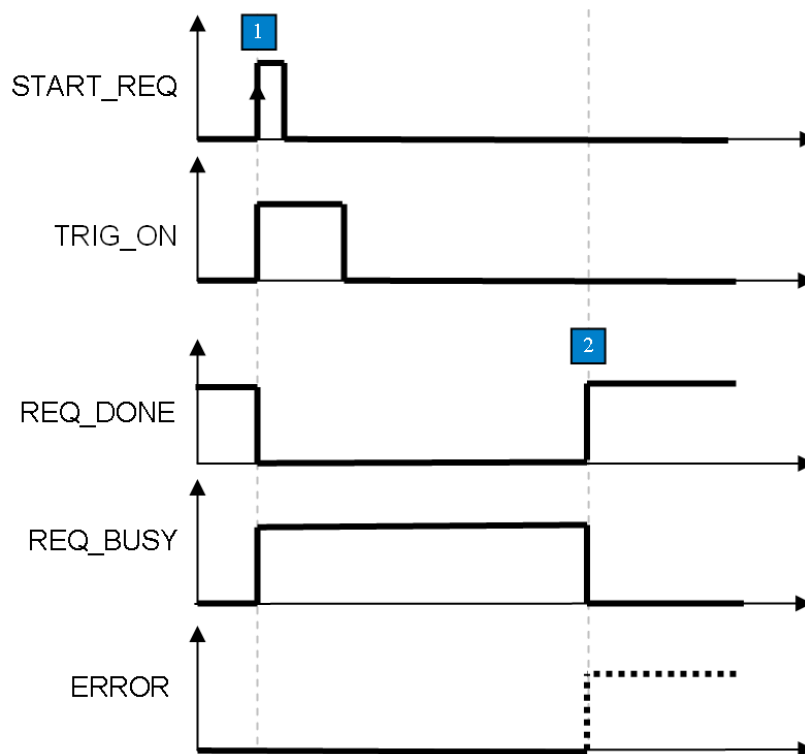 1
START_REQ
TRIG_ON
2
REQ_DONE
REQ_BUSY
ERROR